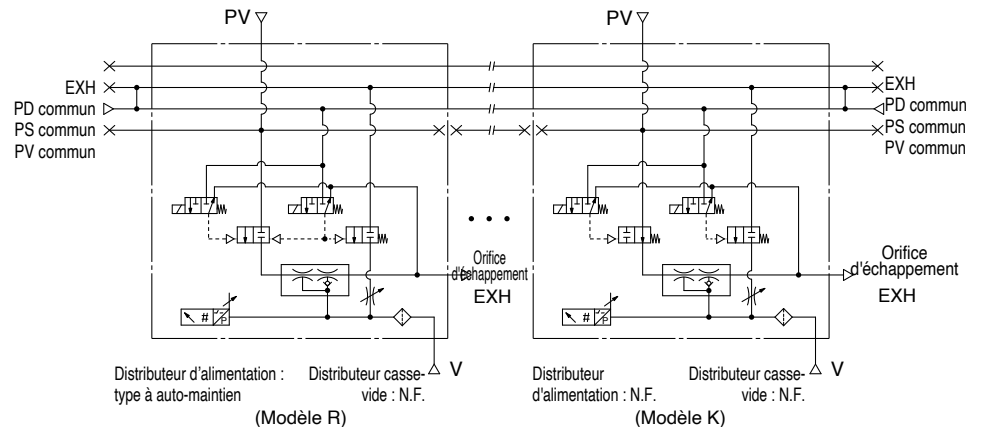 PV
PV
EXH
PD commun
PS commun
PV commun
EXH
PD commun
PS commun
PV commun
Orifice
d'échappement
EXH
Orifice
d'échappement
EXH
# P
# P
V
V
Distributeur d'alimentation :
type à auto-maintien
Distributeur casse-
vide : N.F.
(Modèle R)
Distributeur
d'alimentation : N.F.
Distributeur casse-
vide : N.F.
(Modèle K)